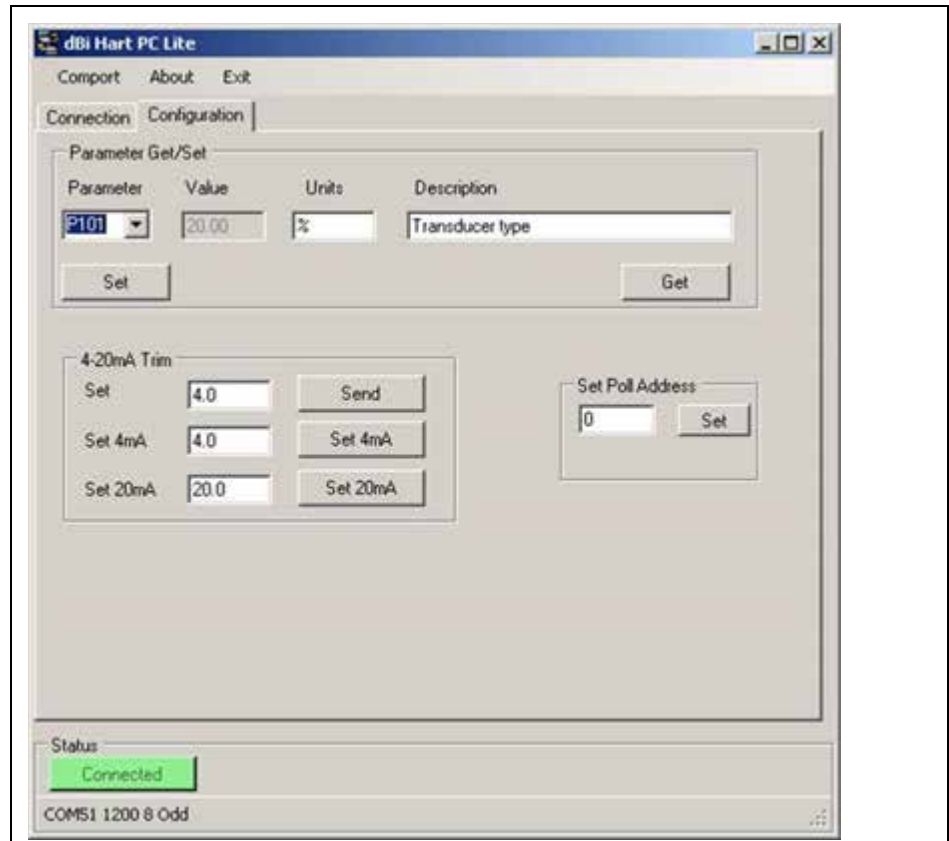 dBi Hart PC Lite
Comport About Exit
Connection Configuration
Parameter Get/Set
Parameter Value Units Description
P101 20.00 % Transducer type
Set Get
4-20mA Trim
Set 4.0 Send
Set Poll Address
0 Set
Set 4mA 4.0 Set 4mA
Set 20mA 20.0 Set 20mA
Status
Connected
COM51 1200 8 Odd